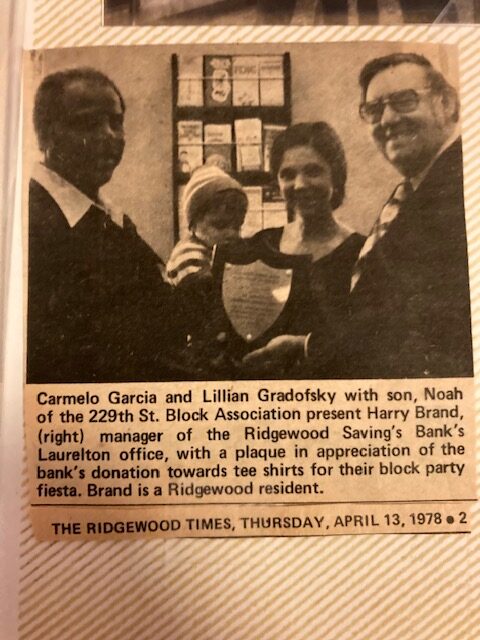 Carmelo Garcia and Lillian Gradofsky with son, Noah
of the 229th St. Block Association present Harry Brand,
(right) manager of the Ridgewood Saving's Bank's
Laurelton office, with a plaque in appreciation of the
bank's donation towards tee shirts for their block party
fiesta. Brand is a Ridgewood resident.
THE RIDGEWOOD TIMES, THURSDAY, APRIL 13, 1978 • 2